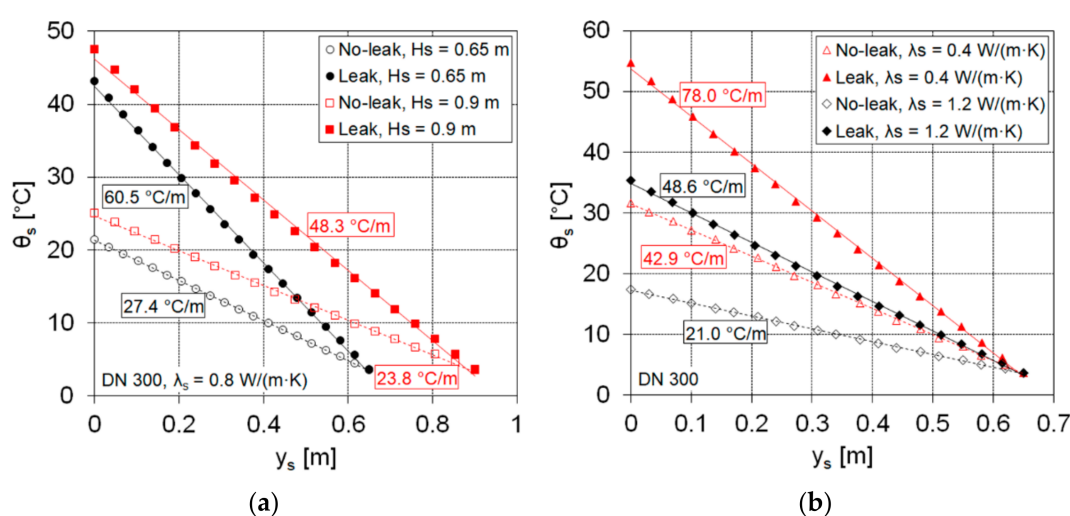 50
40
30
20
10
0
θs [°C]
No-leak, Hs = 0.65 m
Leak, Hs = 0.65 m
No-leak, Hs = 0.9 m
Leak, Hs = 0.9 m
60.5 °C/m
48.3 °C/m
27.4 °C/m
23.8 °C/m
DN 300, λs = 0.8 W/(m·K)
0 0.2 0.4 0.6 0.8 1
ys [m]
(a)
60
50
40
30
20
10
0
θs [°C]
No-leak, λs = 0.4 W/(m·K)
Leak, λs = 0.4 W/(m·K)
No-leak, λs = 1.2 W/(m·K)
Leak, λs = 1.2 W/(m·K)
78.0 °C/m
48.6 °C/m
42.9 °C/m
21.0 °C/m
DN 300
0 0.1 0.2 0.3 0.4 0.5 0.6 0.7
ys [m]
(b)